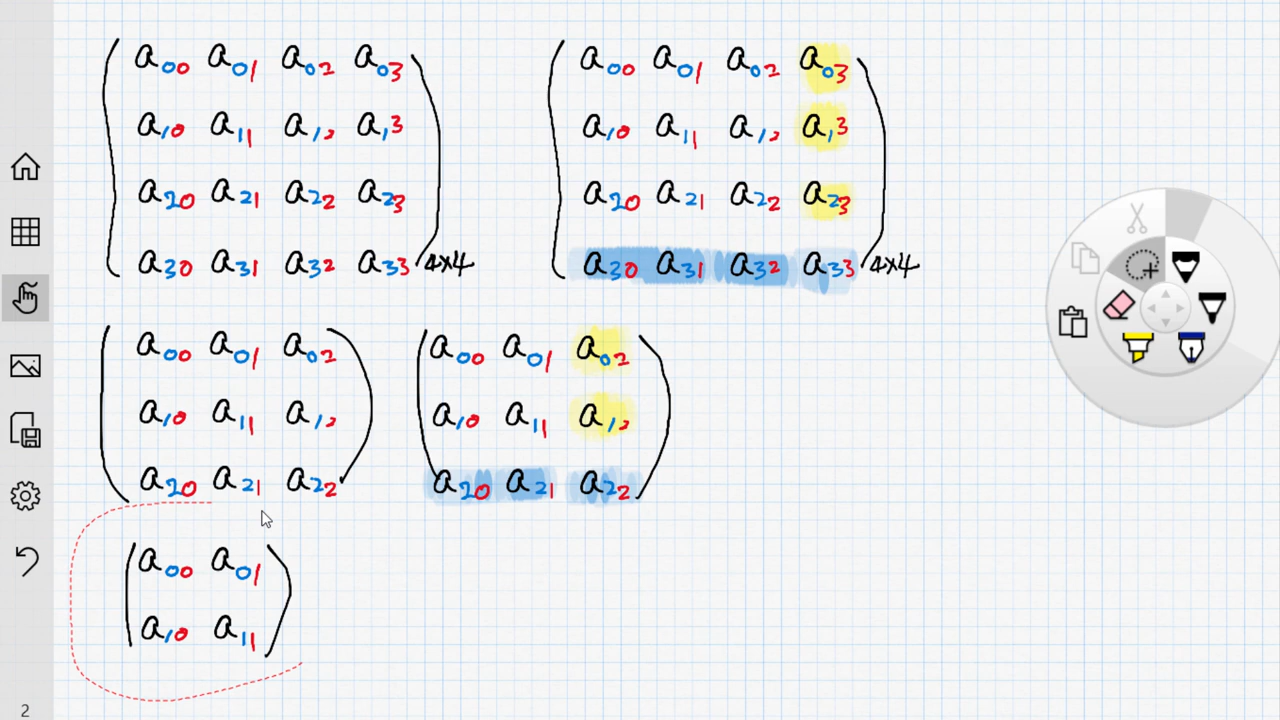 a00 a01 a02 a03
a10 a11 a12 a13
a20 a21 a22 a23
a30 a31 a32 a33 4x4
a00 a01 a02 a03
a10 a11 a12 a13
a20 a21 a22 a23
a30 a31 a32 a33 4x4
a00 a01 a02
a10 a11 a12
a20 a21 a22
a00 a01 a02
a10 a11 a12
a20 a21 a22
a00 a01
a10 a11
2